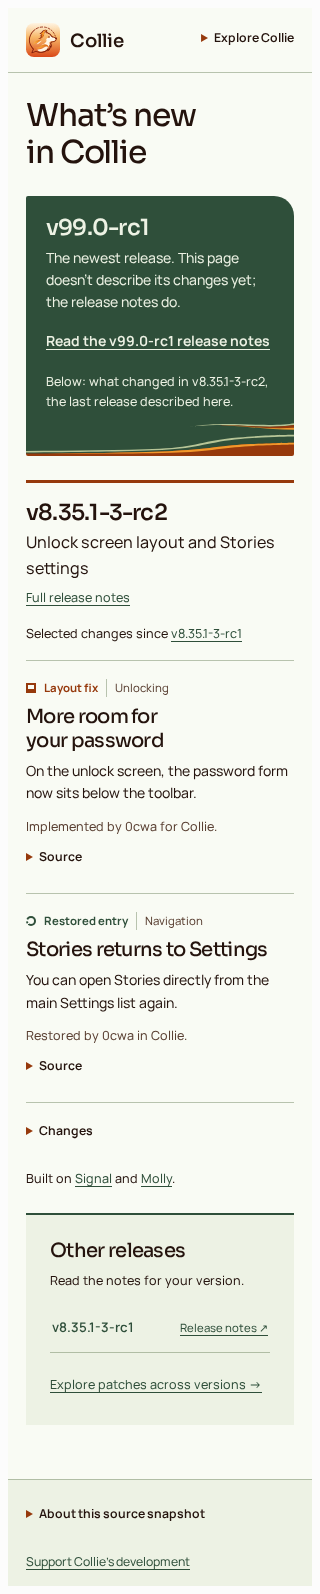 Collie
Explore Collie
What's new
in Collie
v99.0-rc1
The newest release. This page
doesn't describe its changes yet;
the release notes do.
Read the v99.0-rc1 release notes
Below: what changed in v8.35.1-3-rc2,
the last release described here.
v8.35.1-3-rc2
Unlock screen layout and Stories
settings
Full release notes
Selected changes since v8.35.1-3-rc1
Layout fix | Unlocking
More room for
your password
On the unlock screen, the password form
now sits below the toolbar.
Implemented by 0cwa for Collie.
Source
Restored entry | Navigation
Stories returns to Settings
You can open Stories directly from the
main Settings list again.
Restored by 0cwa in Collie.
Source
Changes
Built on Signal and Molly.
Other releases
Read the notes for your version.
v8.35.1-3-rc1
Release notes ↗
Explore patches across versions →
About this source snapshot
Support Collie's development